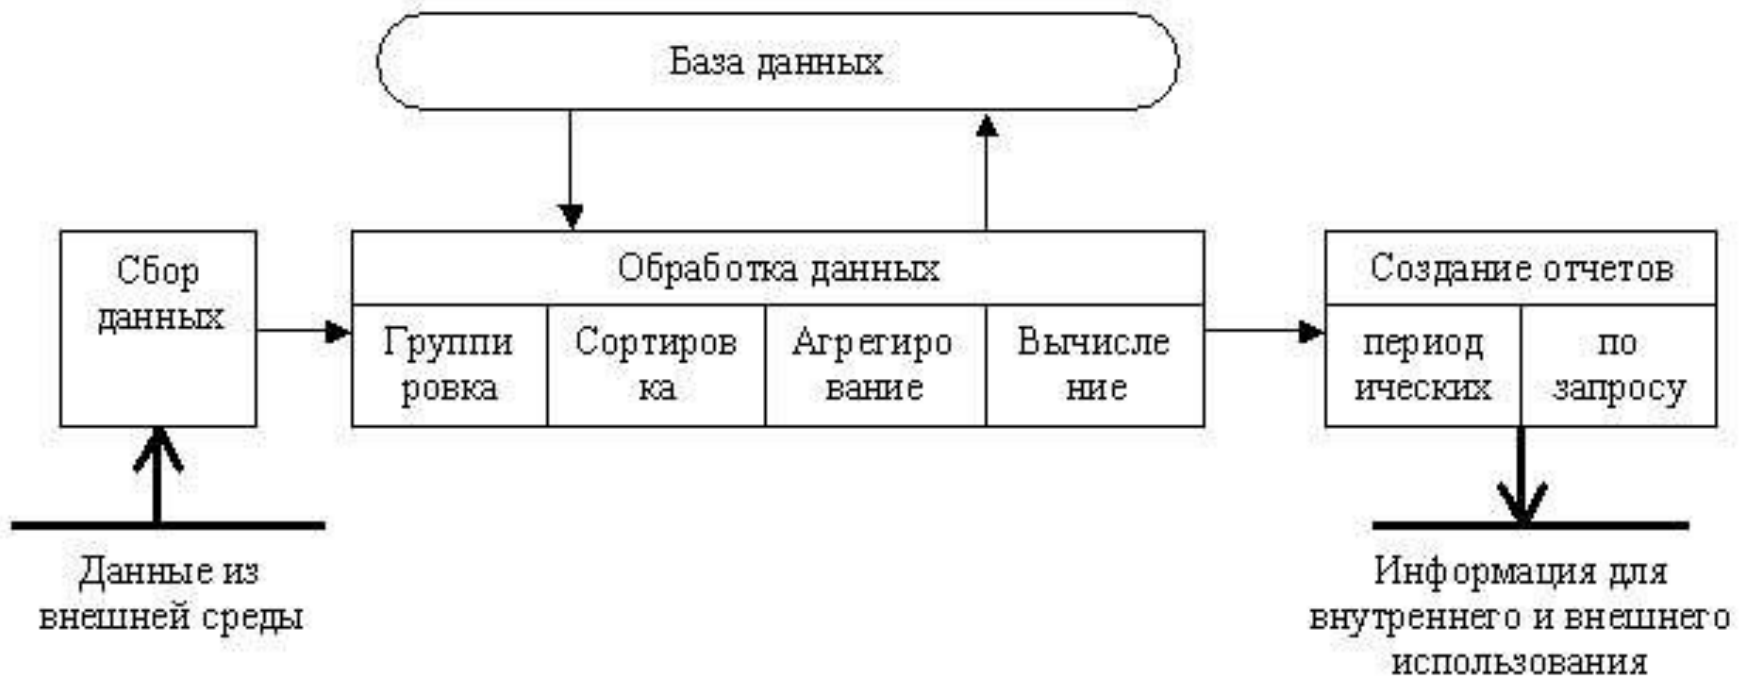 База данных
Сбор
данных
Обработка данных
Группи
ровка
Сортиров
ка
Агрегиро
вание
Вычисле
ние
Создание отчетов
период
ических
по
запросу
Данные из
внешней среды
Информация для
внутреннего и внешнего
использования